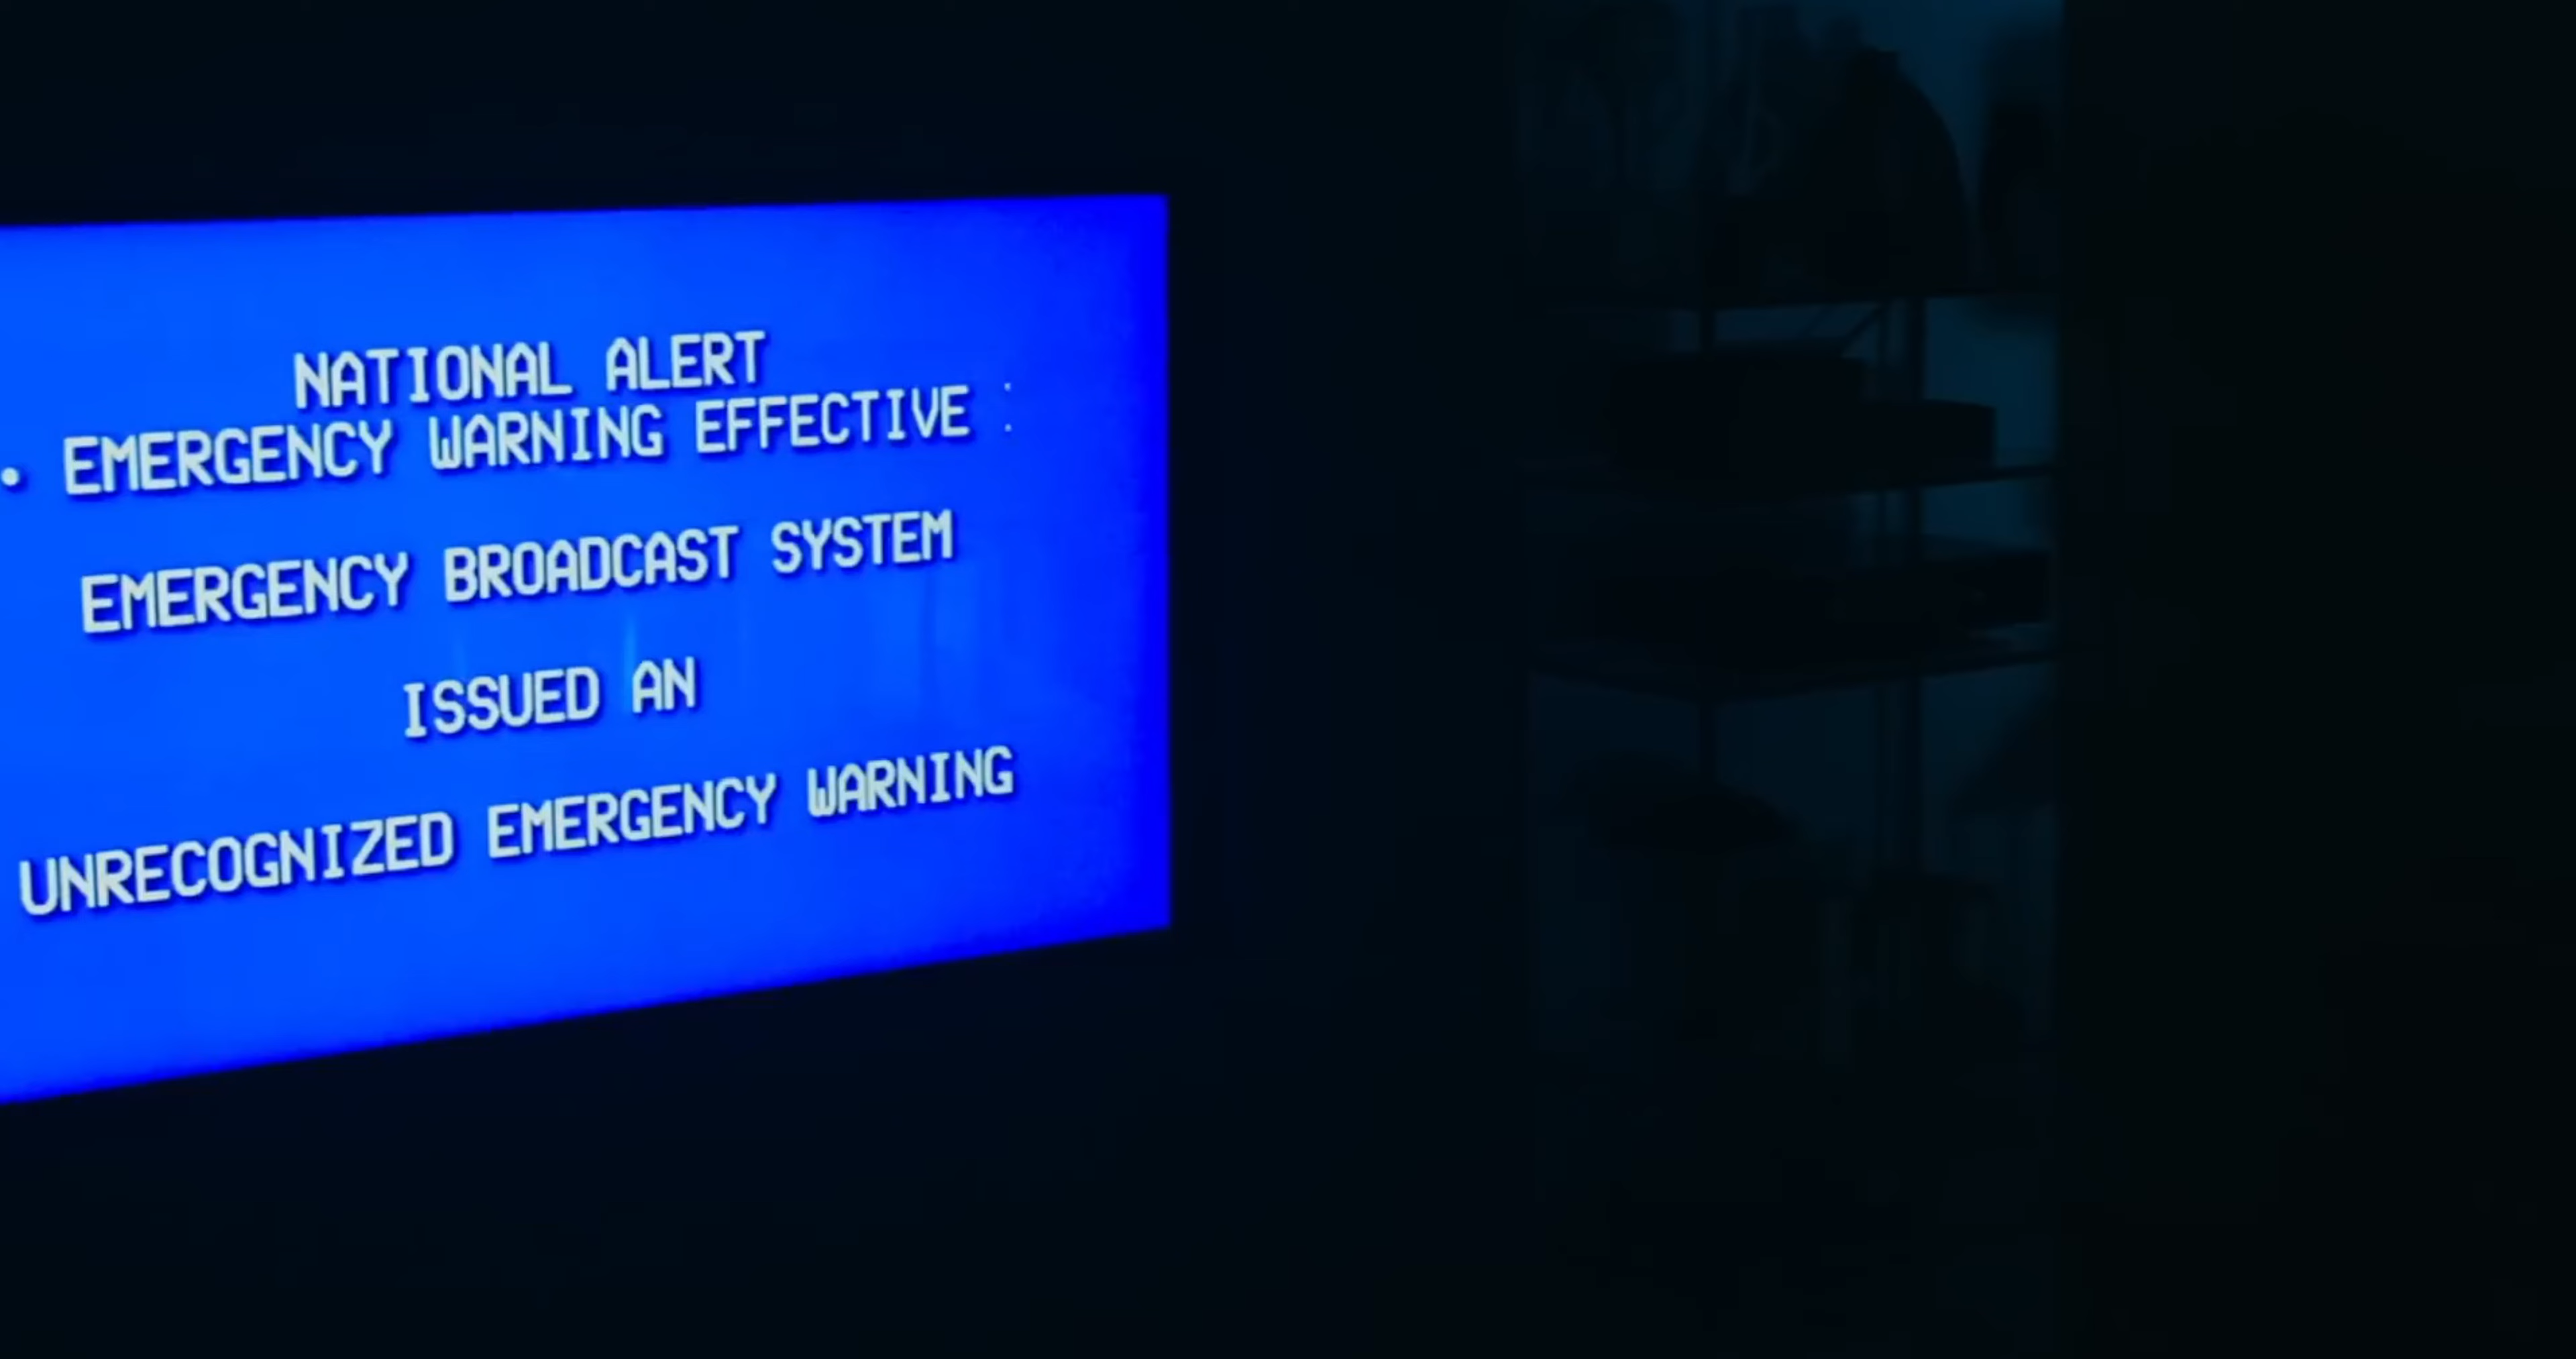 NATIONAL ALERT
• EMERGENCY WARNING EFFECTIVE :
EMERGENCY BROADCAST SYSTEM
ISSUED AN
UNRECOGNIZED EMERGENCY WARNING